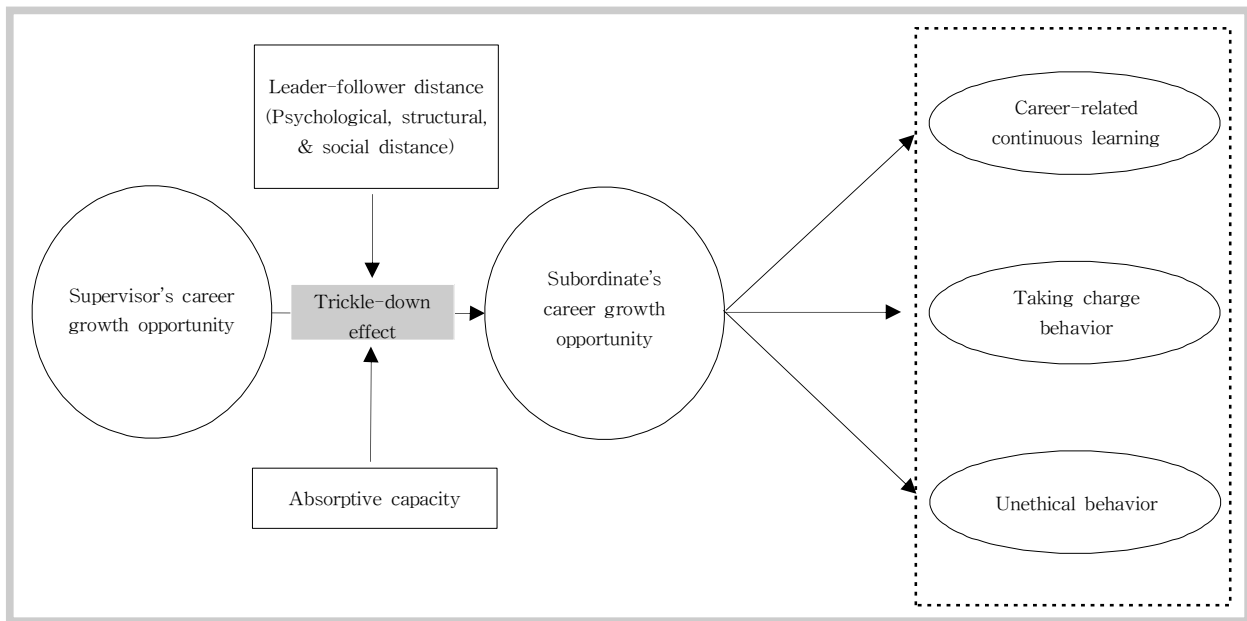 Leader-follower distance
(Psychological, structural,
& social distance)
Career-related
continuous learning
Supervisor’s career
growth opportunity
Trickle-down
effect
Subordinate’s
career growth
opportunity
Taking charge
behavior
Absorptive capacity
Unethical behavior